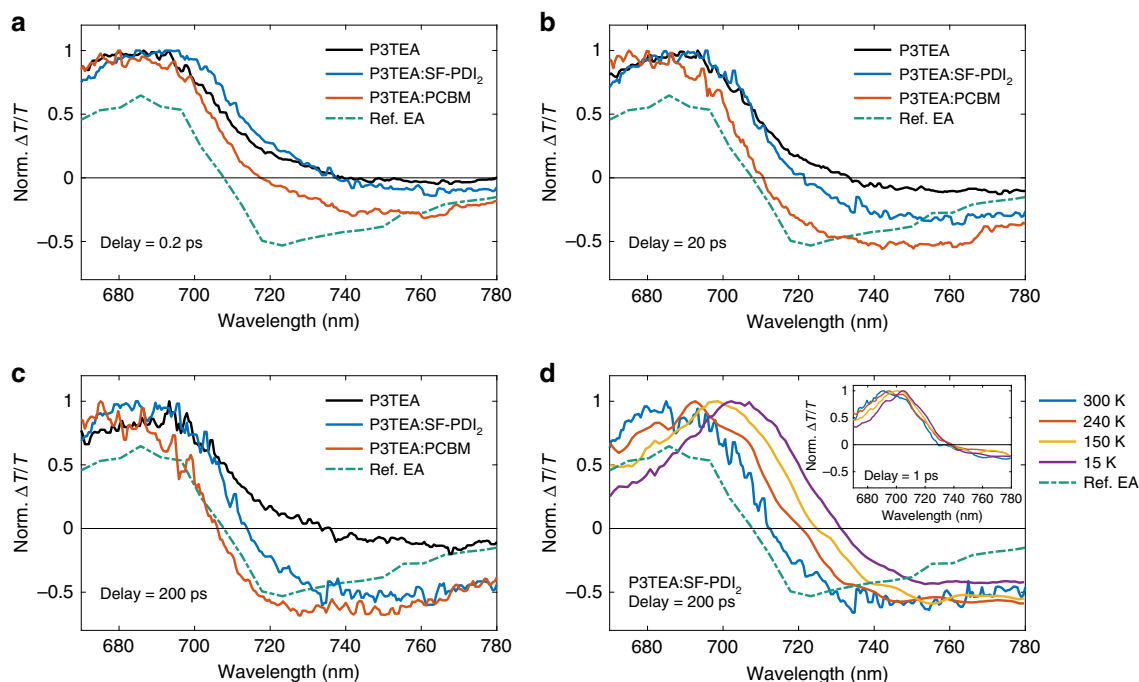 a
Norm. ΔT/T
1
0.5
0
−0.5
P3TEA
P3TEA:SF-PDI₂
P3TEA:PCBM
Ref. EA
Delay = 0.2 ps
680 700 720 740 760 780
Wavelength (nm)
b
Norm. ΔT/T
1
0.5
0
−0.5
P3TEA
P3TEA:SF-PDI₂
P3TEA:PCBM
Ref. EA
Delay = 20 ps
680 700 720 740 760 780
Wavelength (nm)
c
Norm. ΔT/T
1
0.5
0
−0.5
P3TEA
P3TEA:SF-PDI₂
P3TEA:PCBM
Ref. EA
Delay = 200 ps
680 700 720 740 760 780
Wavelength (nm)
d
Norm. ΔT/T
1
0.5
0
−0.5
P3TEA:SF-PDI₂
Delay = 200 ps
680 700 720 740 760 780
Wavelength (nm)
Norm. ΔT/T
1
0.5
0
−0.5
Delay = 1 ps
680 700 720 740 760 780
Wavelength (nm)
300 K
240 K
150 K
15 K
Ref. EA